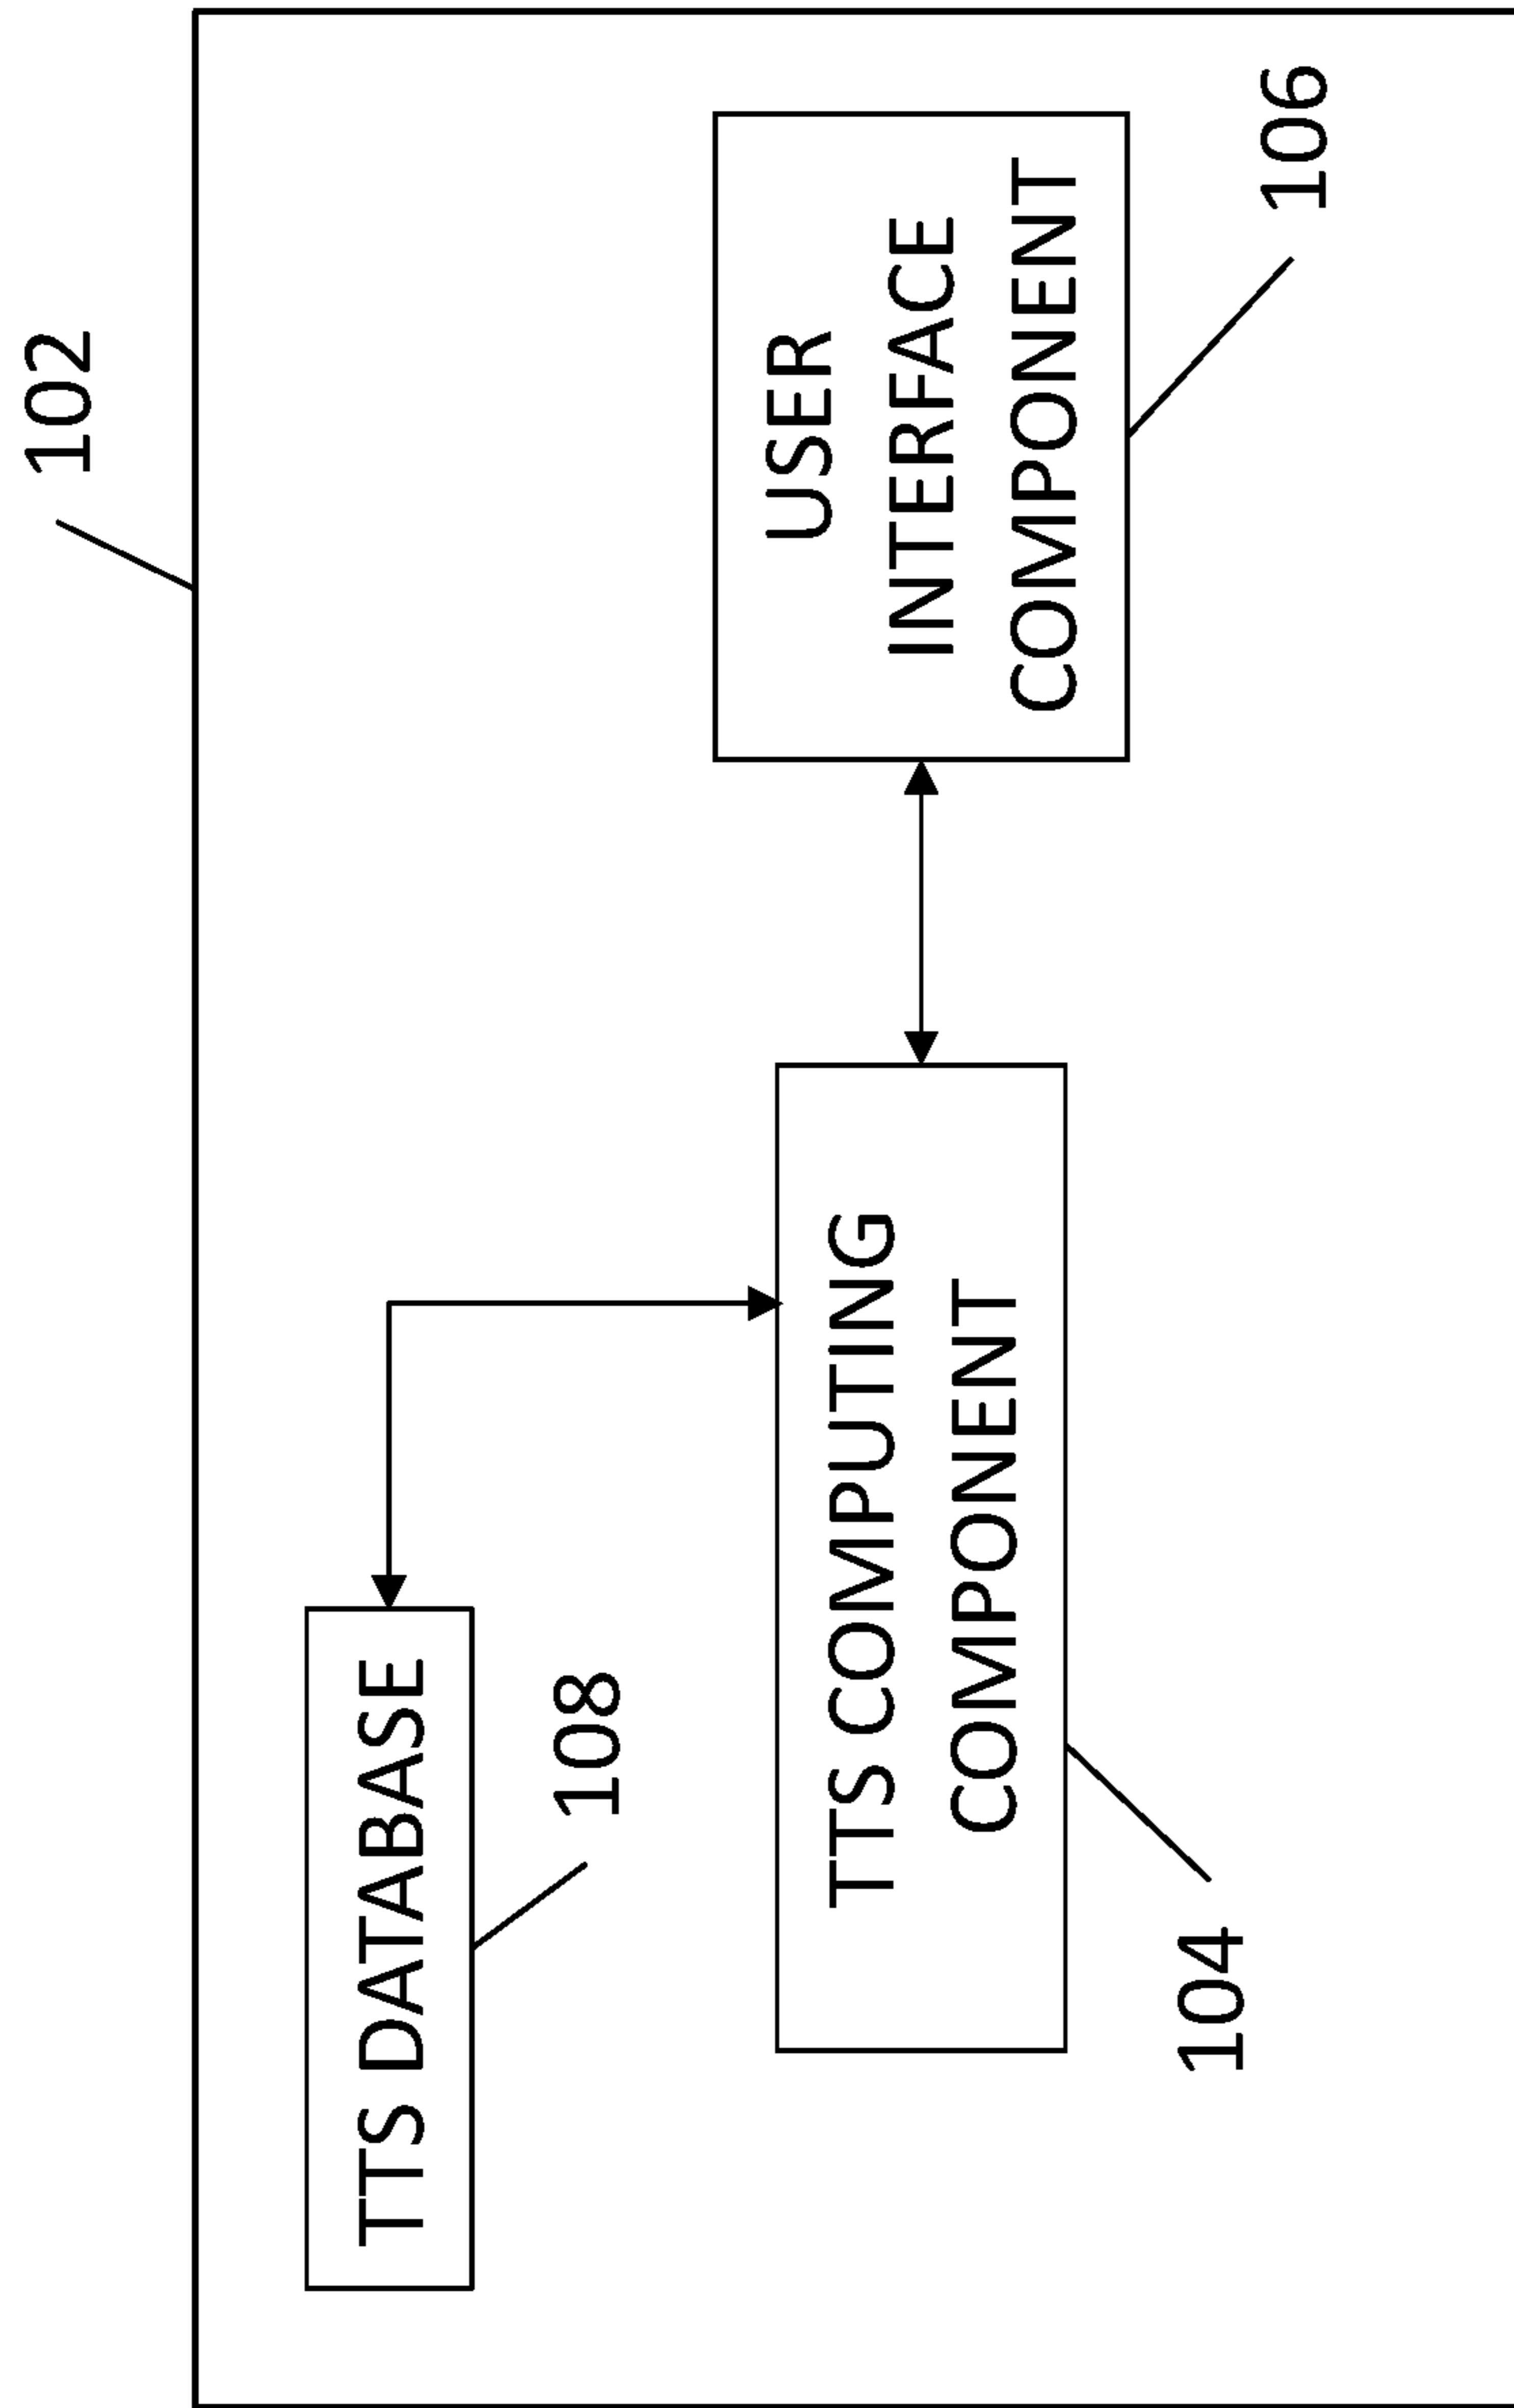 102
TTS DATABASE
108
USER
INTERFACE
COMPONENT
106
TTS COMPUTING
COMPONENT
104